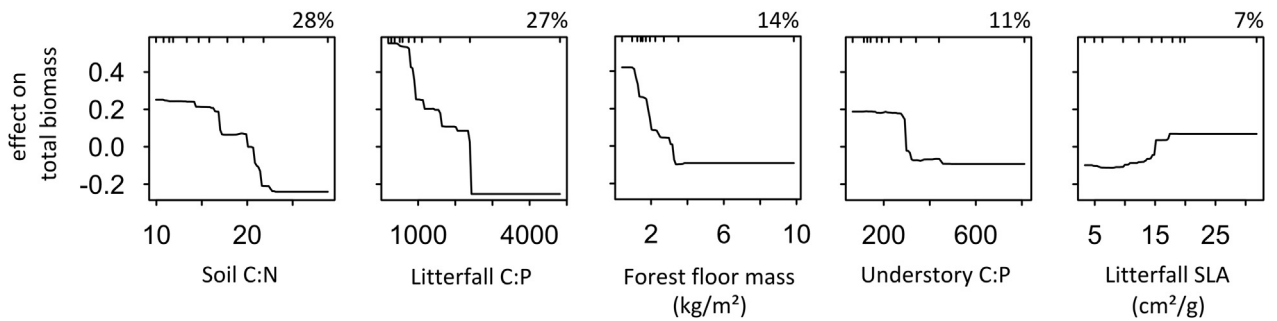 28%
27%
14%
11%
7%
effect on
total biomass
0.4
0.2
0.0
-0.2
10 20
1000 4000
2 6 10
200 600
5 15 25
Soil C:N
Litterfall C:P
Forest floor mass
(kg/m²)
Understory C:P
Litterfall SLA
(cm²/g)